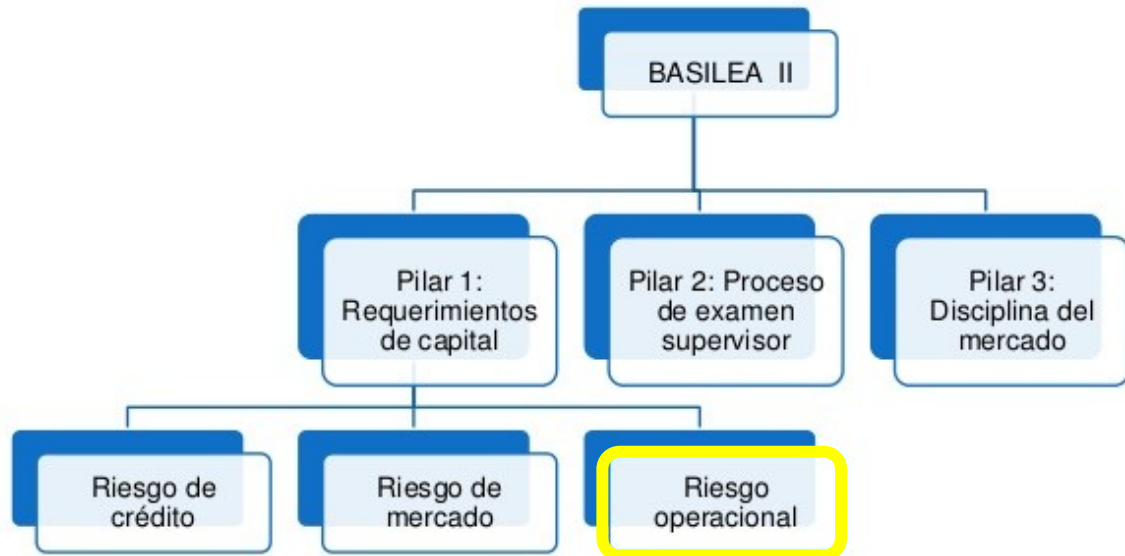 BASILEA II
Pilar 1:
Requerimientos
de capital
Pilar 2: Proceso
de examen
supervisor
Pilar 3:
Disciplina del
mercado
Riesgo de
crédito
Riesgo de
mercado
Riesgo
operacional